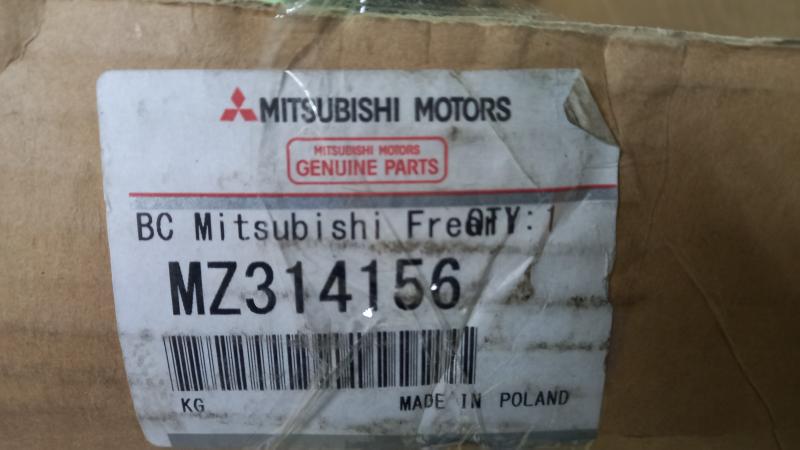 MITSUBISHI MOTORS
MITSUBISHI MOTORS
GENUINE PARTS
BC Mitsubishi QTY: 1
MZ314156
KG MADE IN POLAND